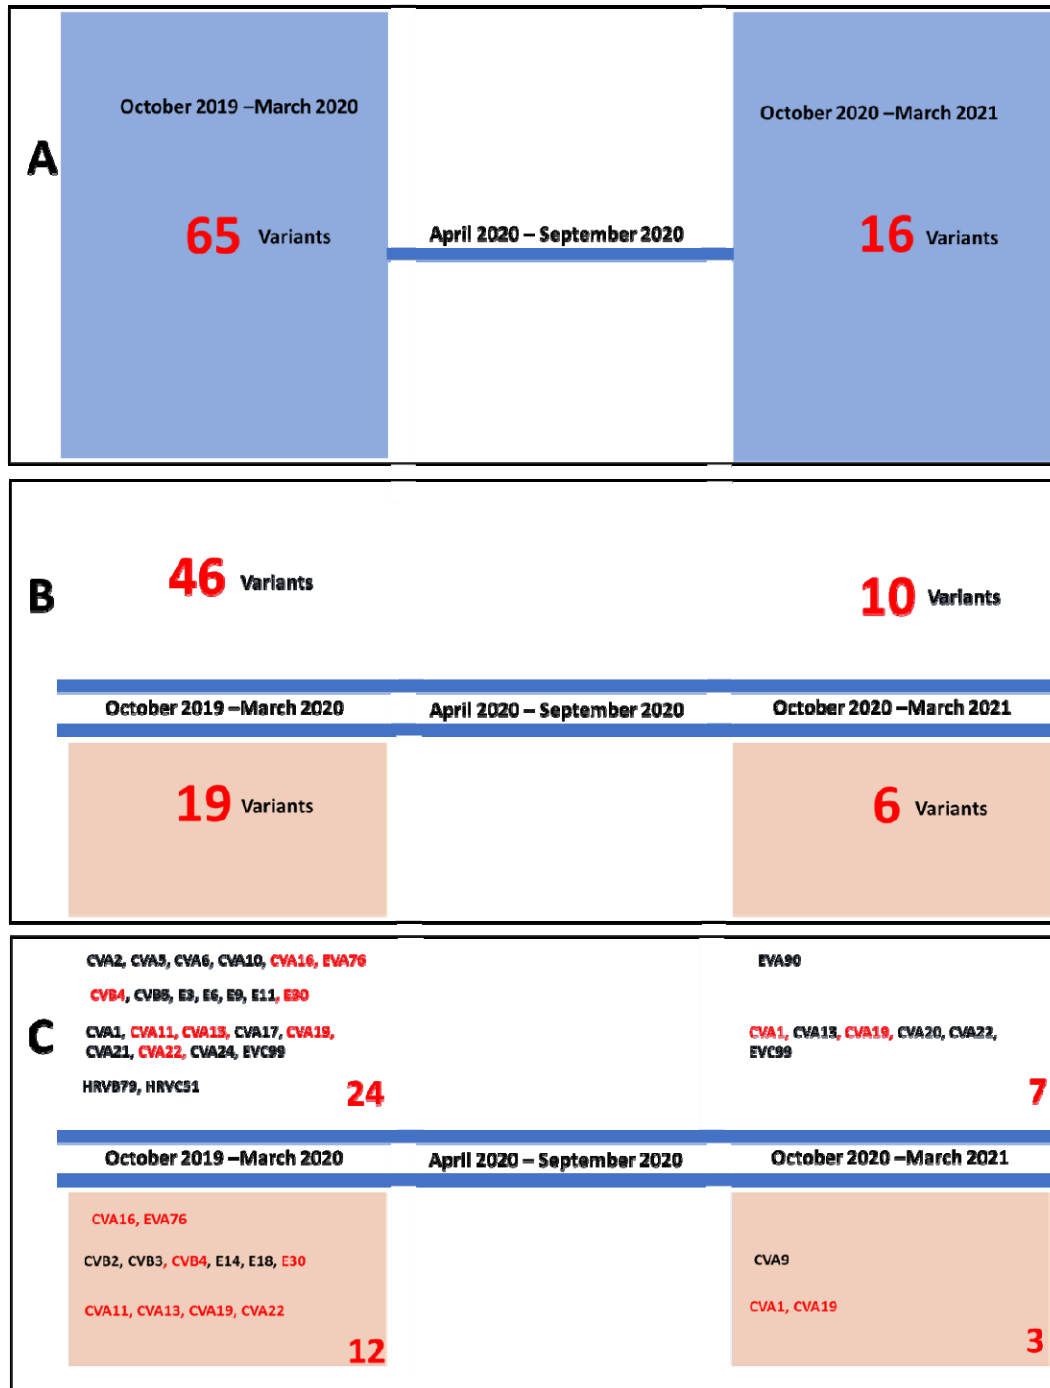 October 2019 –March 2020
October 2020 –March 2021
A
65 Variants
April 2020 – September 2020
16 Variants
46 Variants
B
10 Variants
October 2019 –March 2020
April 2020 – September 2020
October 2020 –March 2021
19 Variants
6 Variants
CVA2, CVA5, CVA6, CVA10, CVA16, EVA76
EVA90
CVB4, CVB5, E3, E6, E9, E11, E30
C
CVA1, CVA11, CVA13, CVA17, CVA19,
CVA21, CVA22, CVA24, EVC99
CVA1, CVA13, CVA19, CVA20, CVA22,
EVC99
HRVB79, HRVC51
24
7
October 2019 –March 2020
April 2020 – September 2020
October 2020 –March 2021
CVA16, EVA76
CVB2, CVB3, CVB4, E14, E18, E30
CVA9
CVA11, CVA13, CVA19, CVA22
CVA1, CVA19
12
3